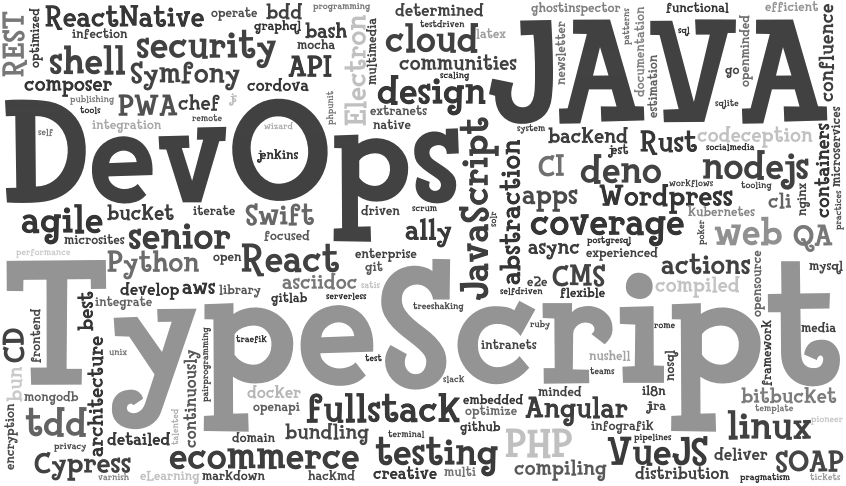 REST
optimized
ReactNative
operate
bdd
programming
infection
graphql
bash
shell
security
mocha
Symfony
API
composer
cordova
publishing
tools
PWA
chef
remote
integration
Electron
phpunit
multimedia
determined
testdriven
cloud
latex
communities
scaling
design
extranets
native
ghostinspector
newsletter
patterns
documentation
estimation
functional
sql
go
sqlite
openminded
efficient
confluence
JAVA
DevOps
self
wizard
jenkins
system
backend
jest
Rust
codeception
socialmedia
CI
deno
nodejs
containers
microservices
JavaScript
solr
abstraction
apps
Wordpress
workflows
tooling
nginx
cli
practices
agile
bucket
iterate
Swift
driven
scrum
ally
coverage
Kubernetes
poker
web
QA
microsites
senior
focused
async
postgresql
experienced
performance
Python
open
React
enterprise
git
e2e
CMS
flexible
selfdriven
actions
compiled
opensource
mysql
develop
aws
library
asciidoc
satis
gitlab
serverless
integrate
best
TypeScript
treeshaking
ruby
rome
traefik
frontend
CD
unix
pairprogramming
intranets
test
nushell
teams
nosql
framework
media
bun
mongodb
architecture
continuously
slack
docker
openapi
fullstack
embedded
optimize
minded
Angular
i18n
jira
bitbucket
template
encryption
tdd
talented
detailed
domain
bundling
github
infografik
linux
pioneer
privacy
terminal
PHP
pipelines
VueJS
deliver
SOAP
Cypress
ecommerce
testing
compiling
varnish
eLearning
markdown
hackmd
creative
multi
distribution
pragmatism
tickets